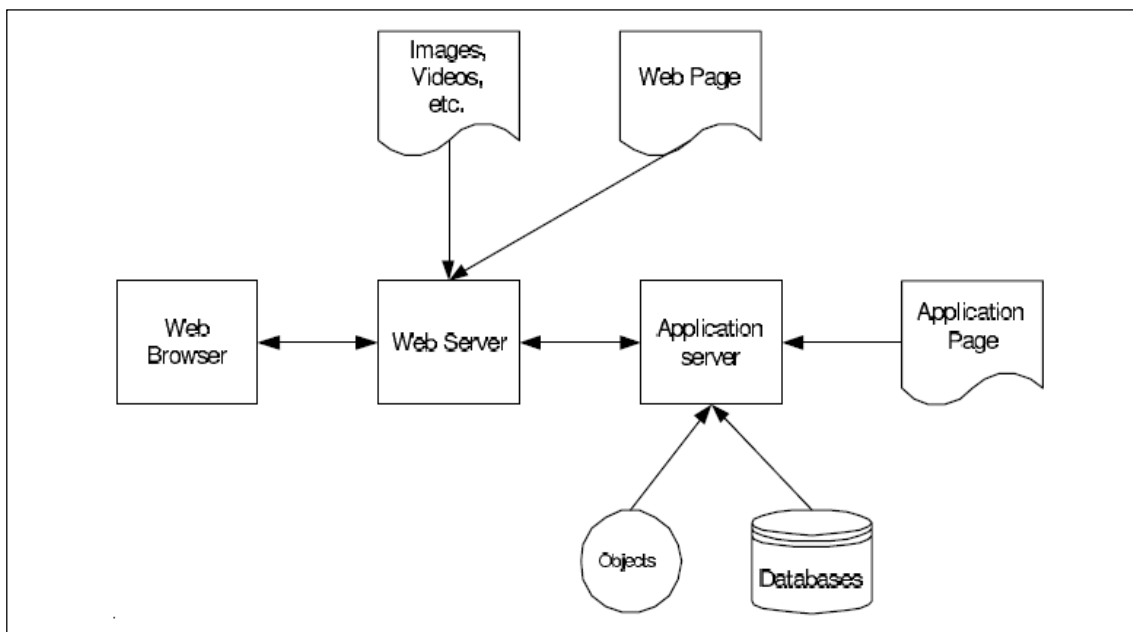 Images,
Videos,
etc.
Web Page
Web
Browser
Web Server
Application
server
Application
Page
Objects
Databases